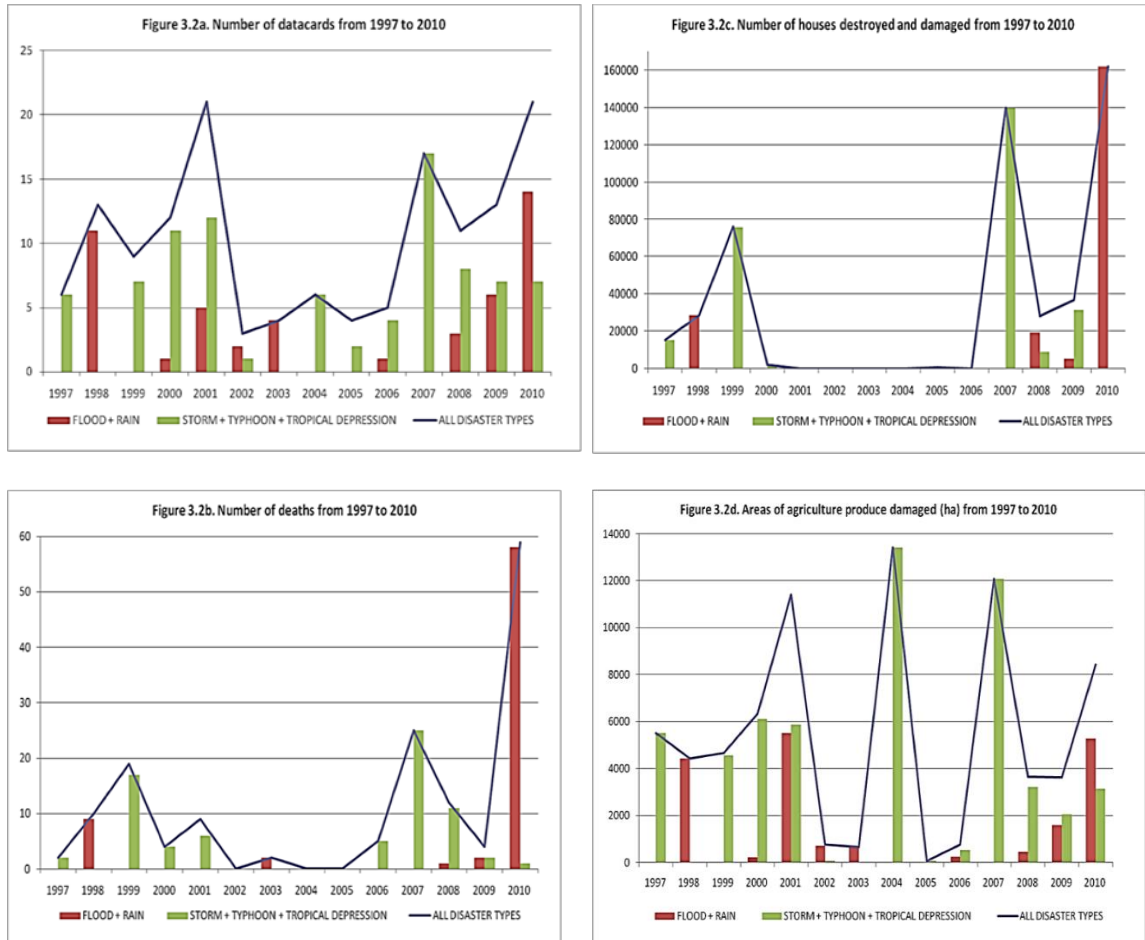 Figure 3.2a. Number of datacards from 1997 to 2010
25
20
15
10
5
0
1997 1998 1999 2000 2001 2002 2003 2004 2005 2006 2007 2008 2009 2010
FLOOD + RAIN STORM + TYPHOON + TROPICAL DEPRESSION ALL DISASTER TYPES
Figure 3.2c. Number of houses destroyed and damaged from 1997 to 2010
160000
140000
120000
100000
80000
60000
40000
20000
0
1997 1998 1999 2000 2001 2002 2003 2004 2005 2006 2007 2008 2009 2010
FLOOD + RAIN STORM + TYPHOON + TROPICAL DEPRESSION ALL DISASTER TYPES
Figure 3.2b. Number of deaths from 1997 to 2010
60
50
40
30
20
10
0
1997 1998 1999 2000 2001 2002 2003 2004 2005 2006 2007 2008 2009 2010
FLOOD + RAIN STORM + TYPHOON + TROPICAL DEPRESSION ALL DISASTER TYPES
Figure 3.2d. Areas of agriculture produce damaged (ha) from 1997 to 2010
14000
12000
10000
8000
6000
4000
2000
0
1997 1998 1999 2000 2001 2002 2003 2004 2005 2006 2007 2008 2009 2010
FLOOD + RAIN STORM + TYPHOON + TROPICAL DEPRESSION ALL DISASTER TYPES